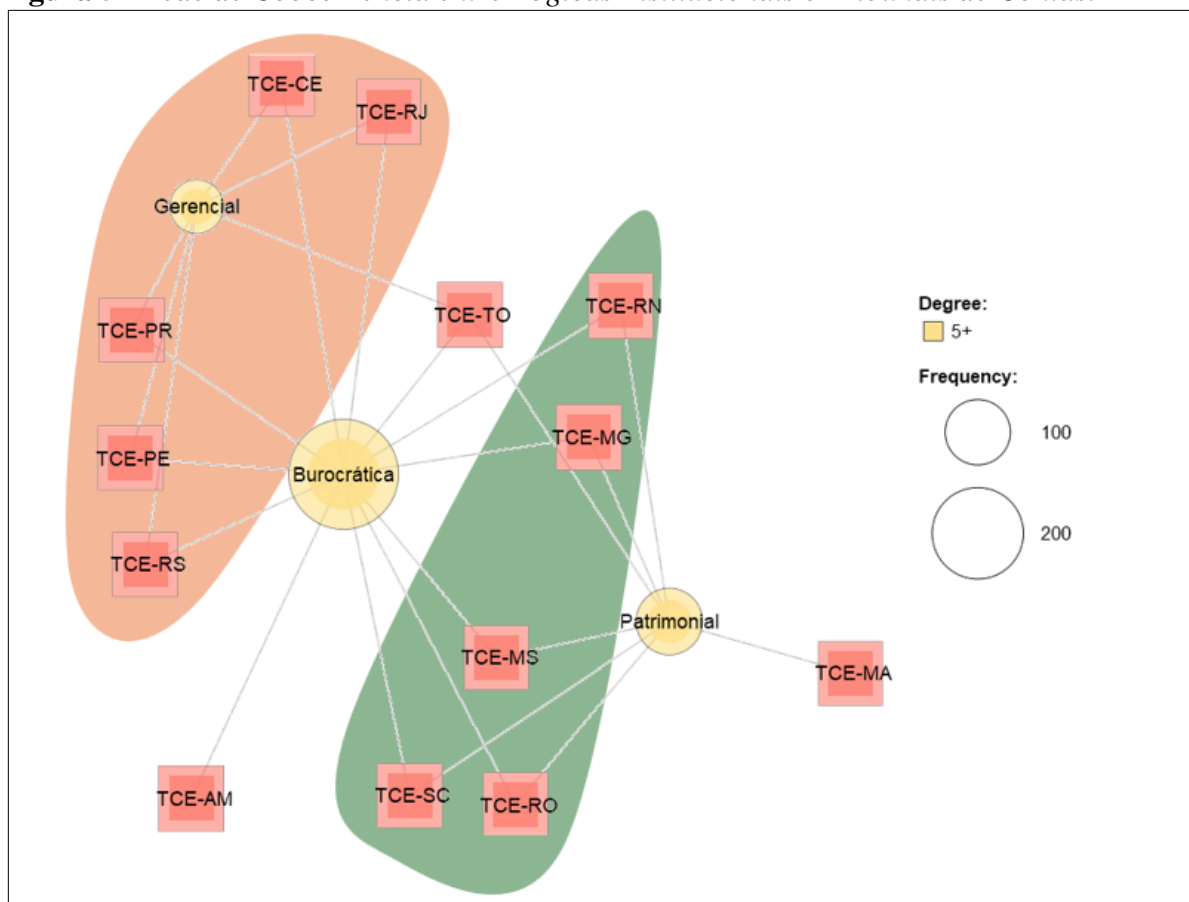 TCE-CE
TCE-RJ
Gerencial
TCE-PR
TCE-TO
TCE-RN
Degree:
5+
Frequency:
100
200
TCE-MG
TCE-PE
Burocrática
TCE-RS
Patrimonial
TCE-MS
TCE-MA
TCE-AM
TCE-SC
TCE-RO